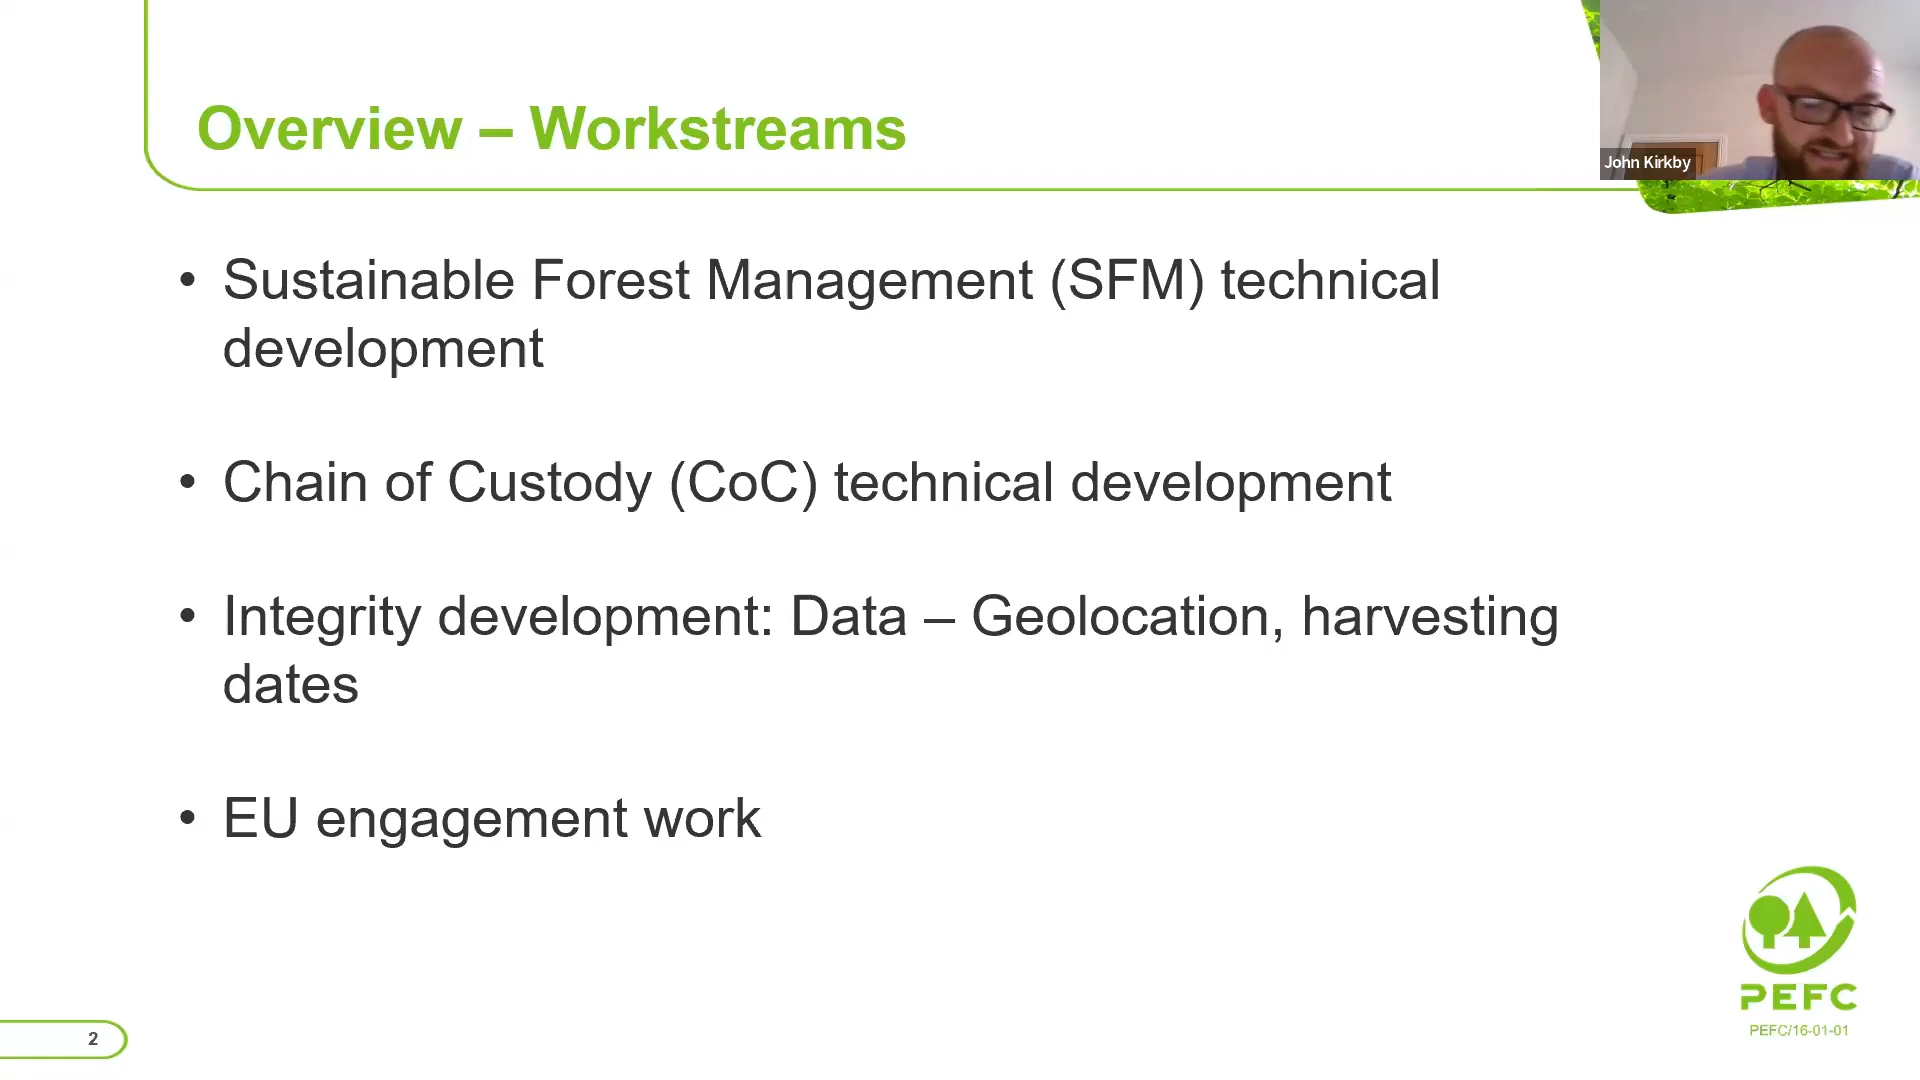 Overview – Workstreams
John Kirkby
• Sustainable Forest Management (SFM) technical
development
• Chain of Custody (CoC) technical development
• Integrity development: Data – Geolocation, harvesting
dates
• EU engagement work
PEFC
PEFC/16-01-01
2